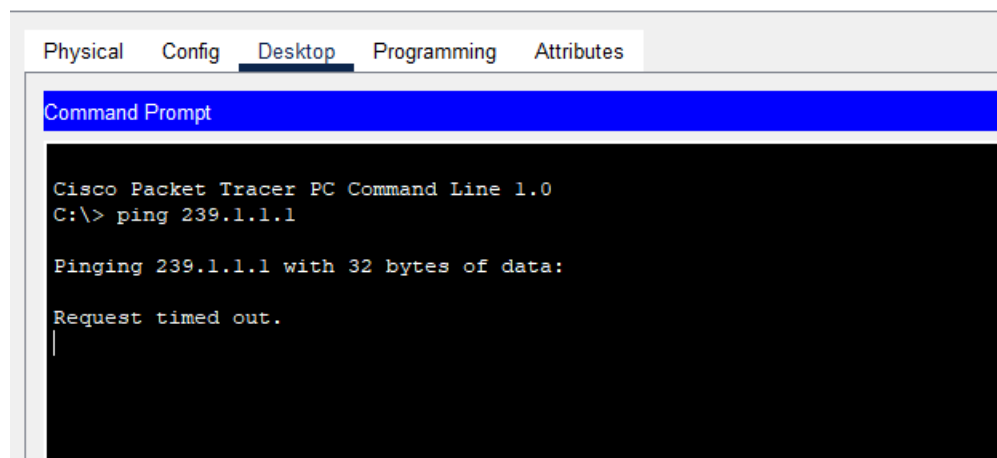 Physical Config Desktop Programming Attributes
Command Prompt
Cisco Packet Tracer PC Command Line 1.0
C:\> ping 239.1.1.1
Pinging 239.1.1.1 with 32 bytes of data:
Request timed out.